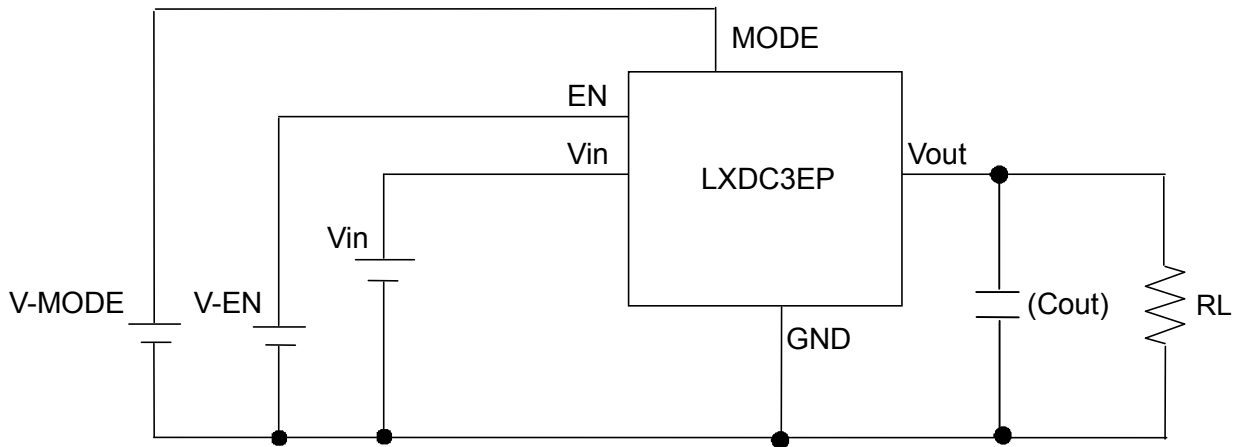 MODE
EN
Vin
Vout
LXDC3EP
Vin
V-MODE
V-EN
(Cout)
RL
GND